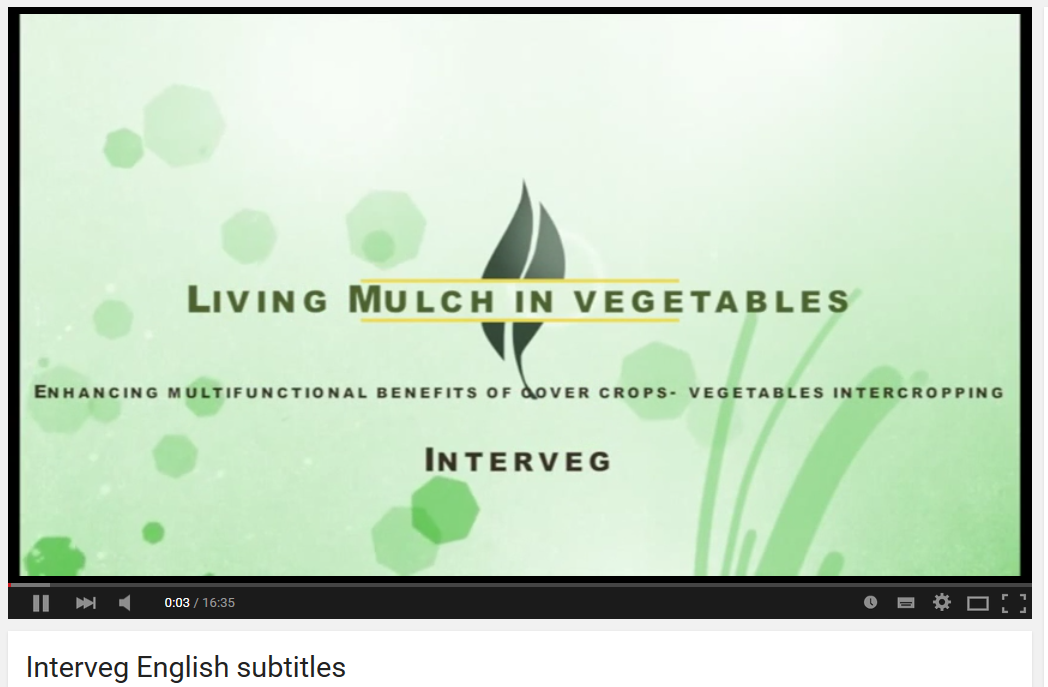 Living Mulch in vegetables
Enhancing multifunctional benefits of cover crops- vegetables intercropping
Interveg
0:03 / 16:35
Interveg English subtitles